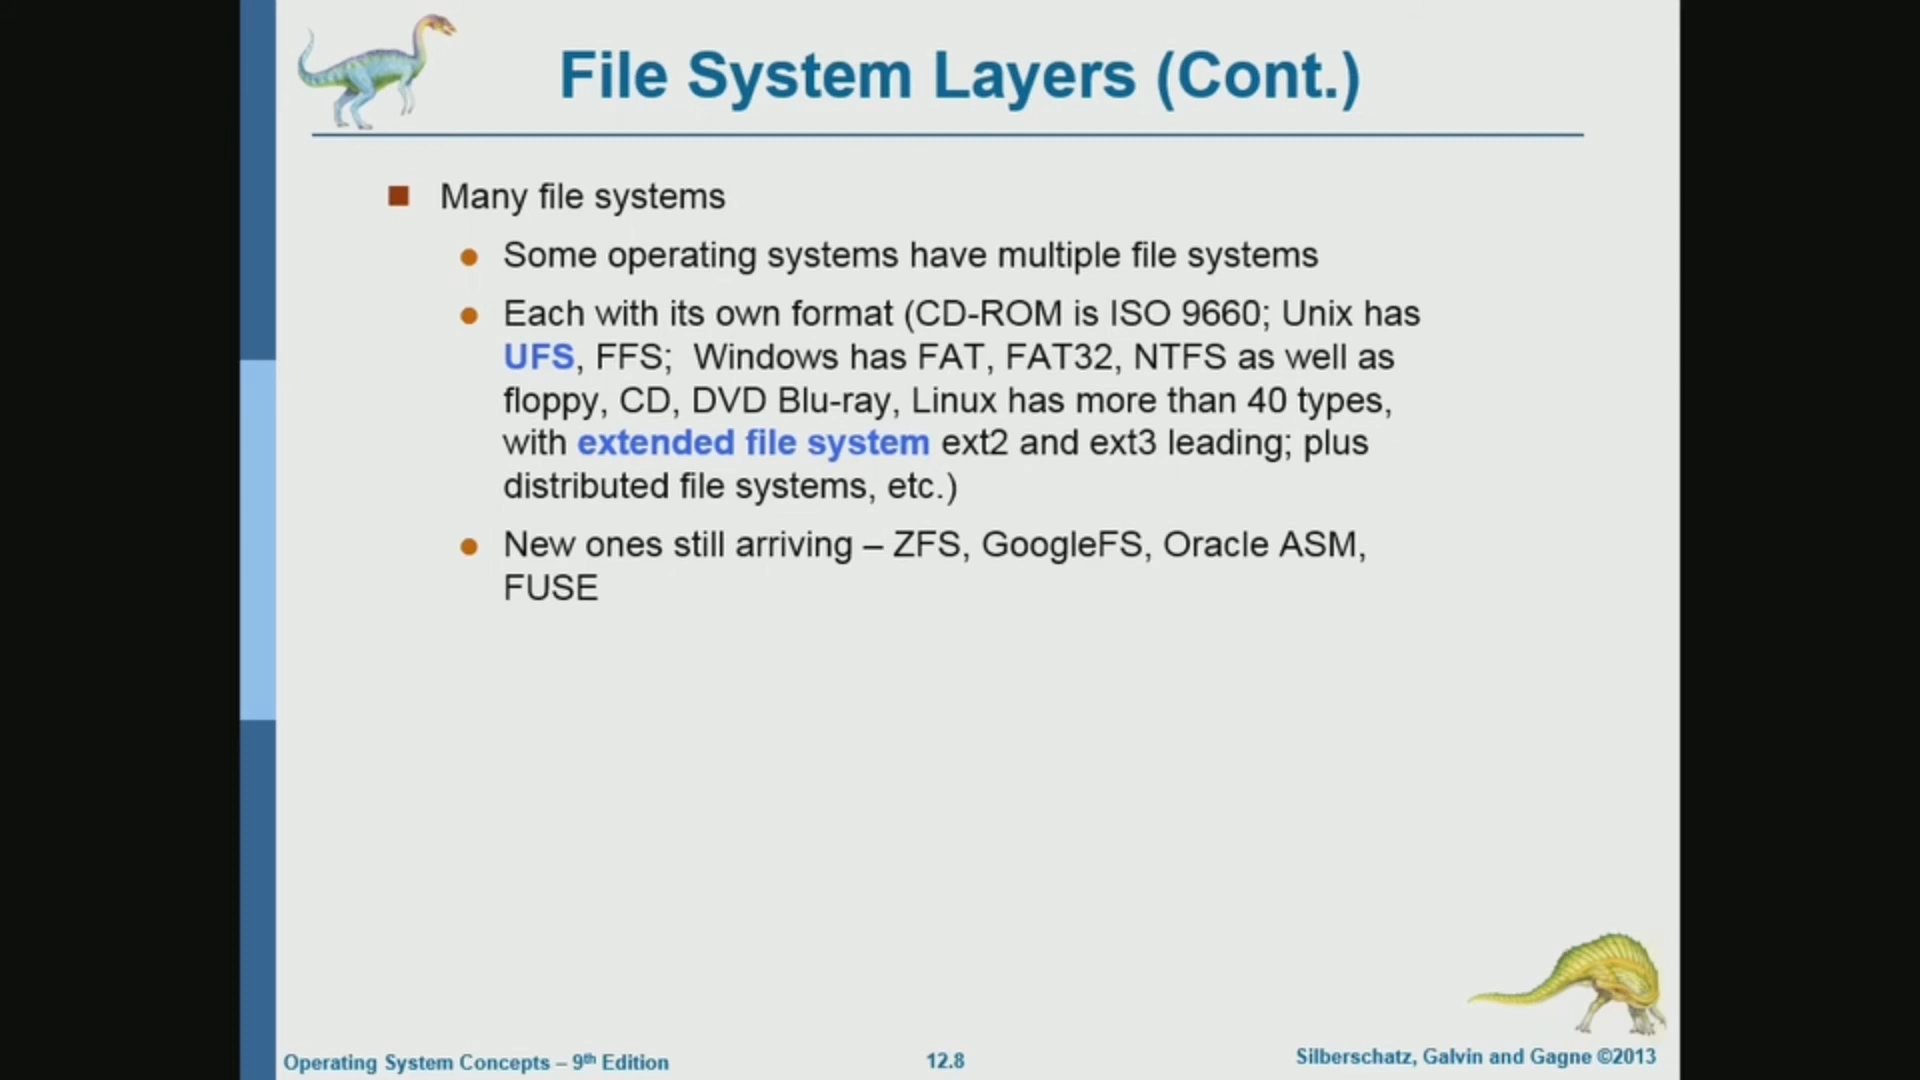 File System Layers (Cont.)
Many file systems
Some operating systems have multiple file systems
Each with its own format (CD-ROM is ISO 9660; Unix has
UFS, FFS;  Windows has FAT, FAT32, NTFS as well as
floppy, CD, DVD Blu-ray, Linux has more than 40 types,
with extended file system ext2 and ext3 leading; plus
distributed file systems, etc.)
New ones still arriving – ZFS, GoogleFS, Oracle ASM,
FUSE
Operating System Concepts – 9th Edition
12.8
Silberschatz, Galvin and Gagne ©2013